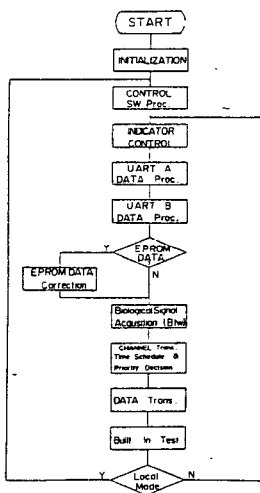 START
INITIALIZATION
CONTROL
SW Proc.
INDICATOR
CONTROL
UART A
DATA Proc.
UART B
DATA Proc.
EPROM
DATA
Y
N
EPROM DATA
Correction
Biological Signal
CHANNEL Trans.
Time Schedule &
Priority Decision
DATA Trans.
Built In Test
Y
Local
Mode
N